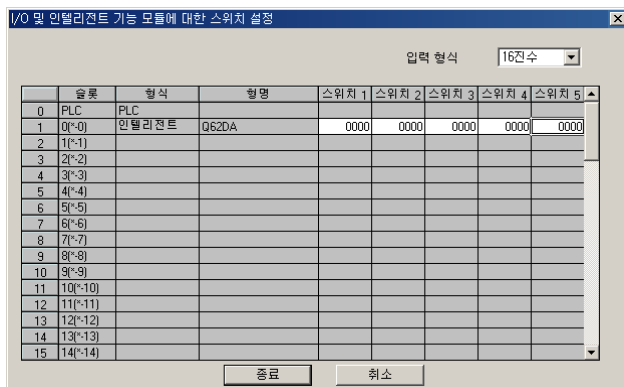 I/O 및 인텔리전트 기능 모듈에 대한 스위치 설정
입력 형식 16진수
슬롯 형식 형명 스위치 1 스위치 2 스위치 3 스위치 4 스위치 5
0 PLC PLC
1 0(*-0) 인텔리전트 Q62DA 0000 0000 0000 0000 0000
2 1(*-1)
3 2(*-2)
4 3(*-3)
5 4(*-4)
6 5(*-5)
7 6(*-6)
8 7(*-7)
9 8(*-8)
10 9(*-9)
11 10(*-10)
12 11(*-11)
13 12(*-12)
14 13(*-13)
15 14(*-14)
종료 취소